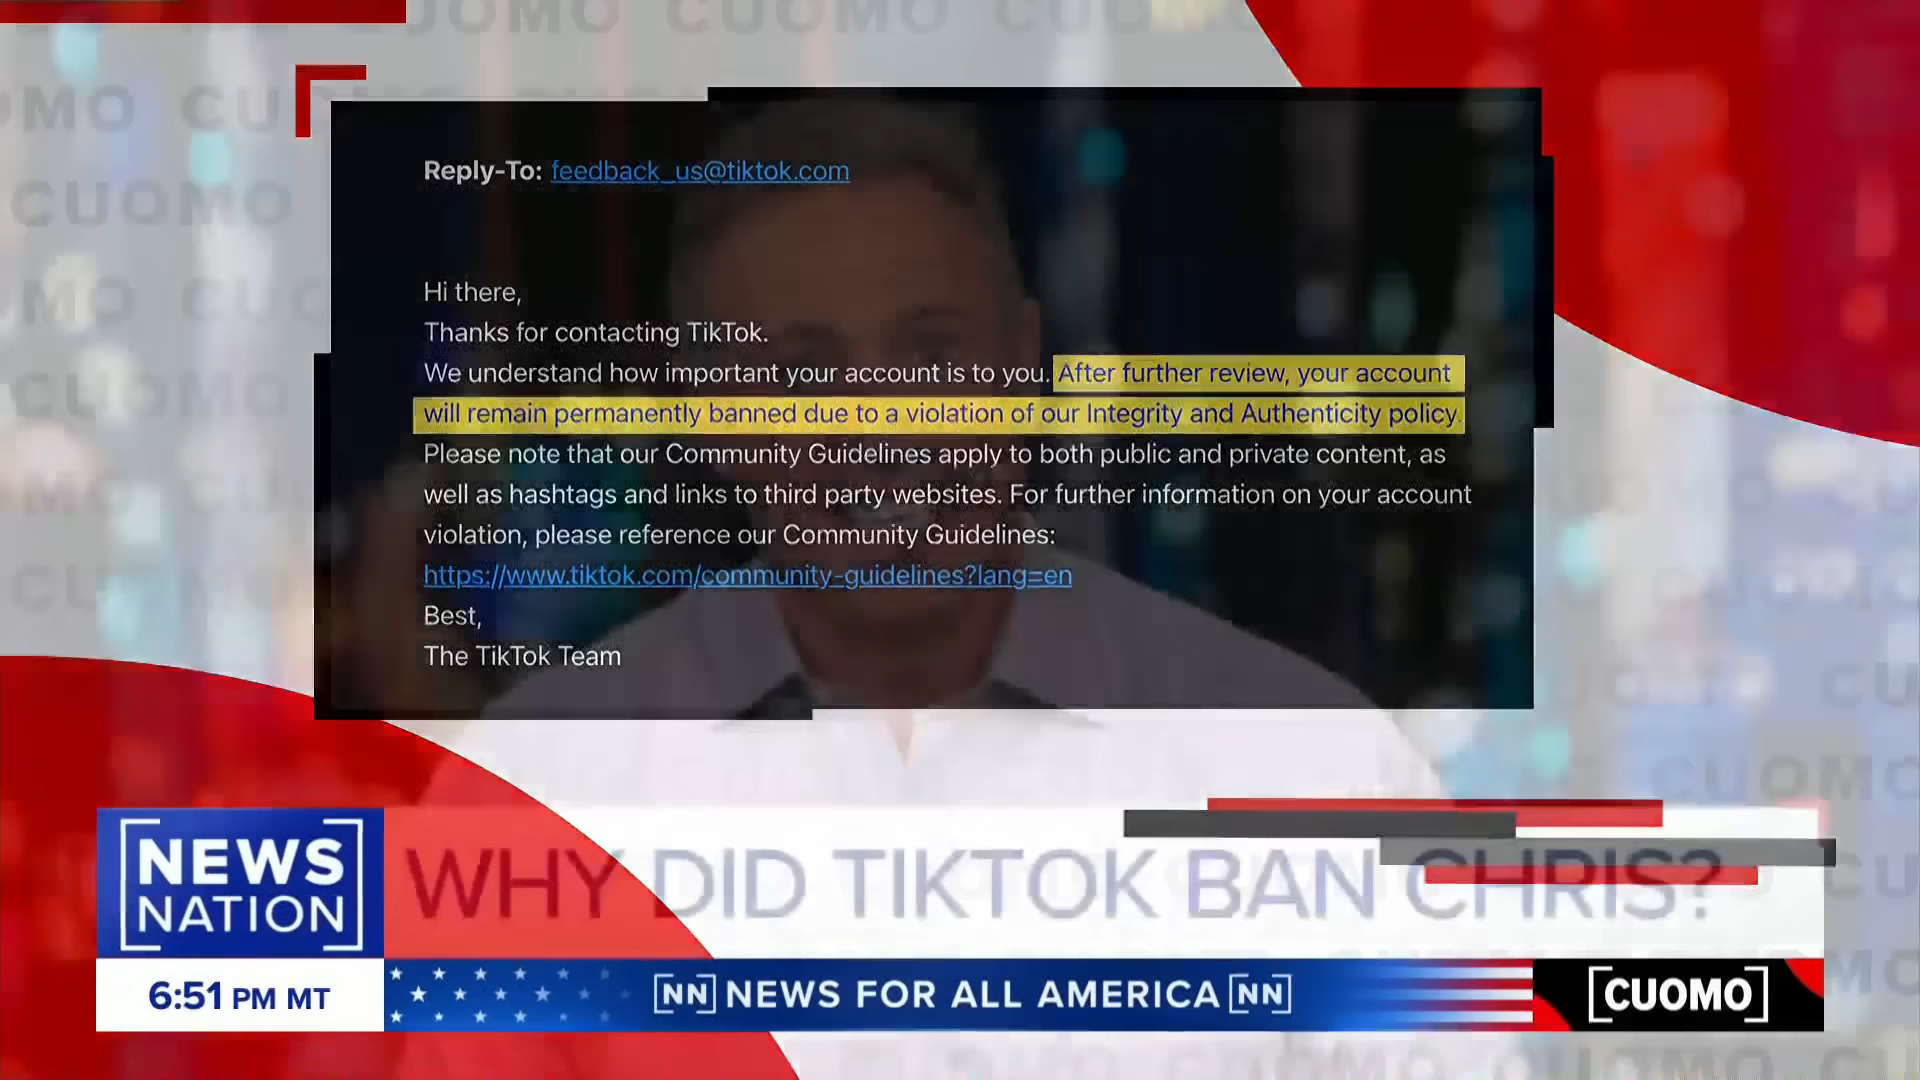 Reply-To: feedback_us@tiktok.com
Hi there,
Thanks for contacting TikTok.
We understand how important your account is to you. After further review, your account
will remain permanently banned due to a violation of our Integrity and Authenticity policy.
Please note that our Community Guidelines apply to both public and private content, as
well as hashtags and links to third party websites. For further information on your account
violation, please reference our Community Guidelines:
https://www.tiktok.com/community-guidelines?lang=en
Best,
The TikTok Team
NEWS
NATION
WHY DID TIKTOK BAN CHRIS?
6:51 PM MT
NN NEWS FOR ALL AMERICA NN
CUOMO